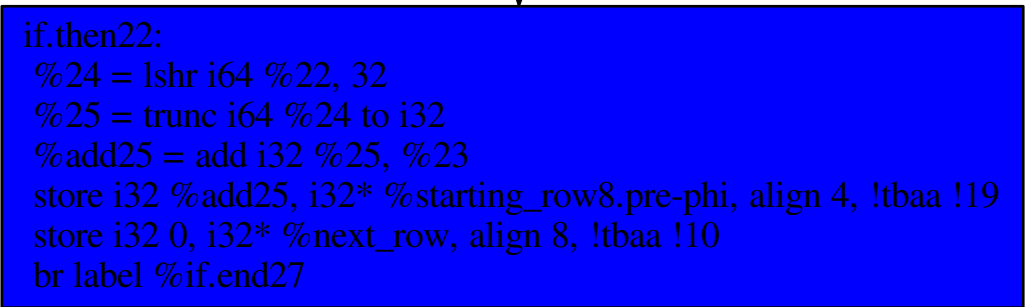 if.then22:
%24 = lshr i64 %22, 32
%25 = trunc i64 %24 to i32
%add25 = add i32 %25, %23
store i32 %add25, i32* %starting_row8.pre-phi, align 4, !tbaa !19
store i32 0, i32* %next_row, align 8, !tbaa !10
br label %if.end27